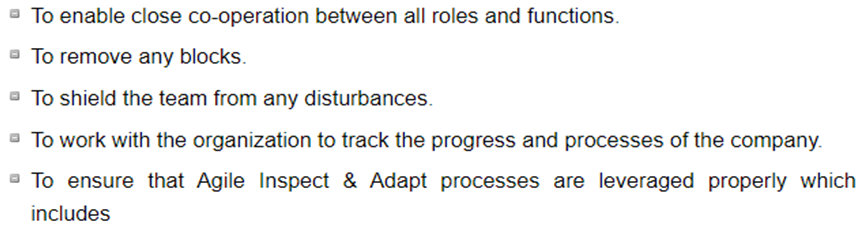 To enable close co-operation between all roles and functions.
To remove any blocks.
To shield the team from any disturbances.
To work with the organization to track the progress and processes of the company.
To ensure that Agile Inspect & Adapt processes are leveraged properly which
includes